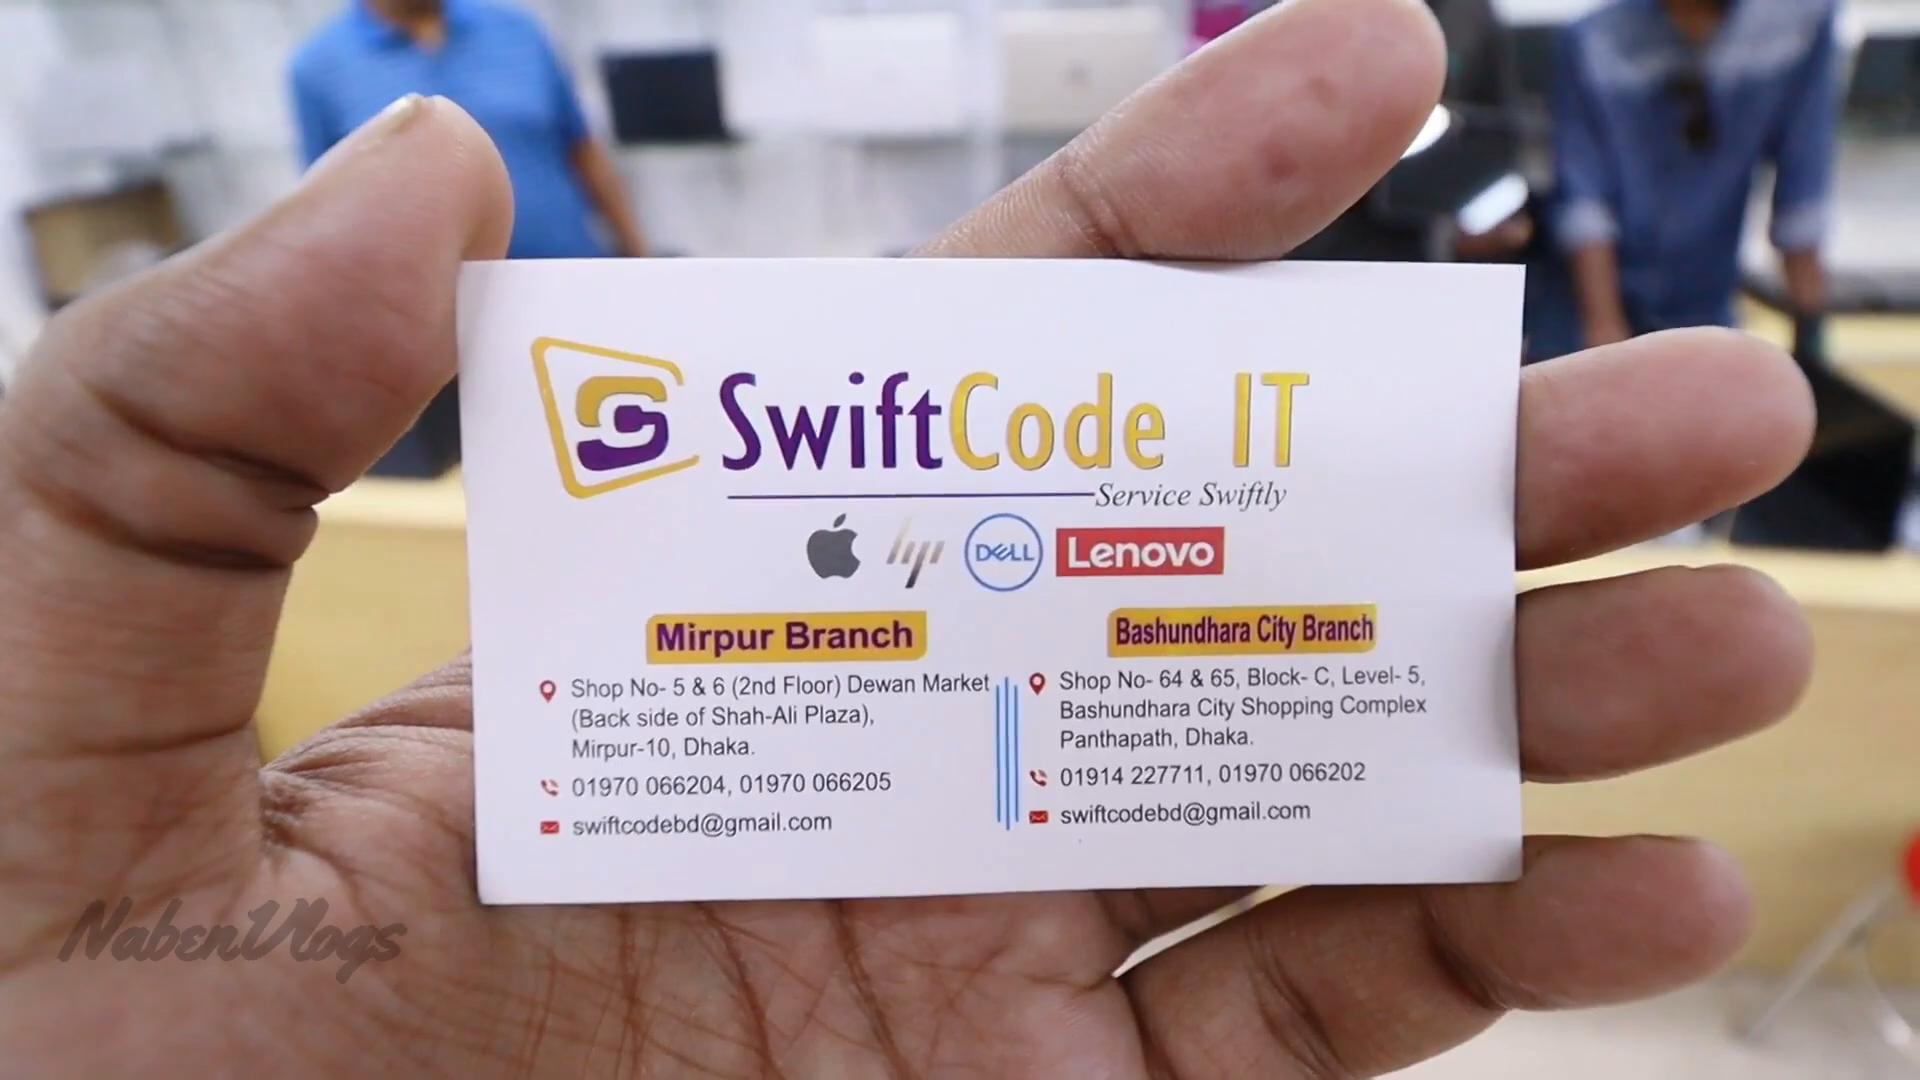 SwiftCode IT
Service Swiftly
hp DELL Lenovo
Mirpur Branch
Shop No- 5 & 6 (2nd Floor) Dewan Market
(Back side of Shah-Ali Plaza),
Mirpur-10, Dhaka.
01970 066204, 01970 066205
swiftcodebd@gmail.com
Bashundhara City Branch
Shop No- 64 & 65, Block- C, Level- 5,
Bashundhara City Shopping Complex
Panthapath, Dhaka.
01914 227711, 01970 066202
swiftcodebd@gmail.com
NabenVlogs